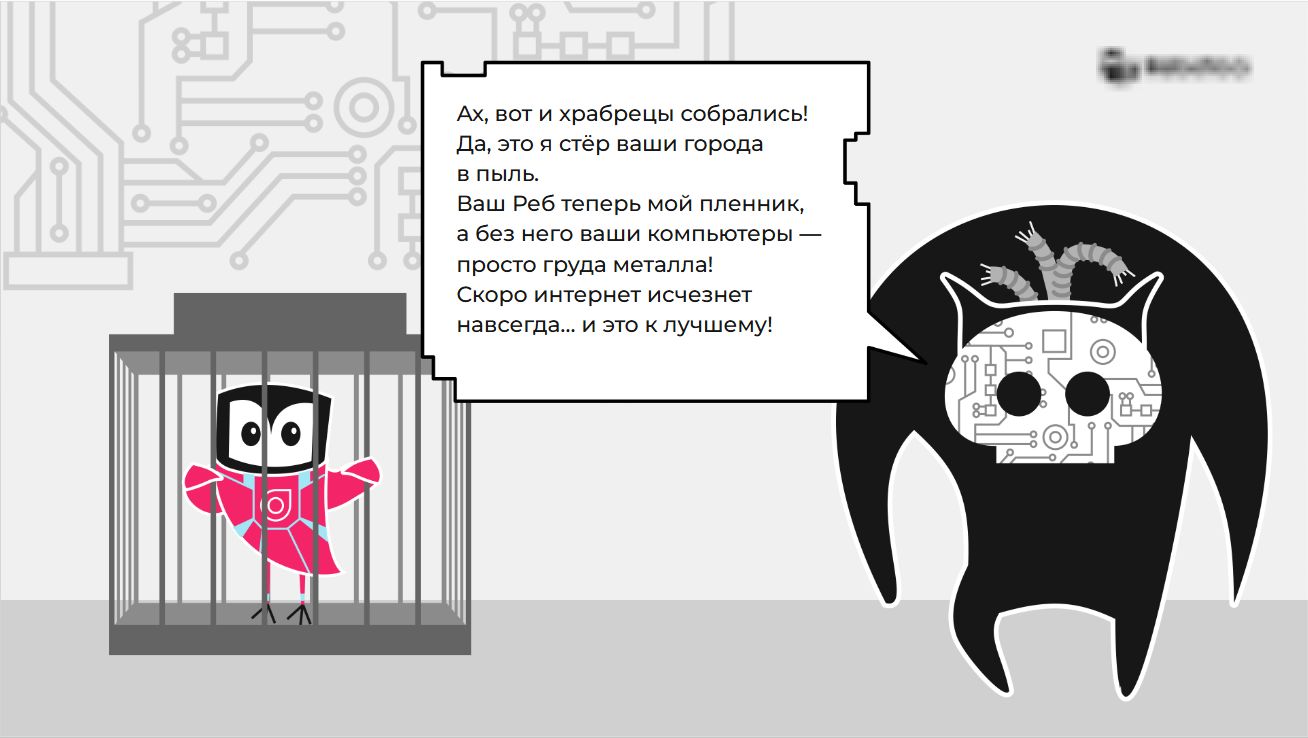 Ах, вот и храбрецы собрались!
Да, это я стёр ваши города
в пыль.
Ваш Реб теперь мой пленник,
а без него ваши компьютеры —
просто груда металла!
Скоро интернет исчезнет
навсегда... и это к лучшему!